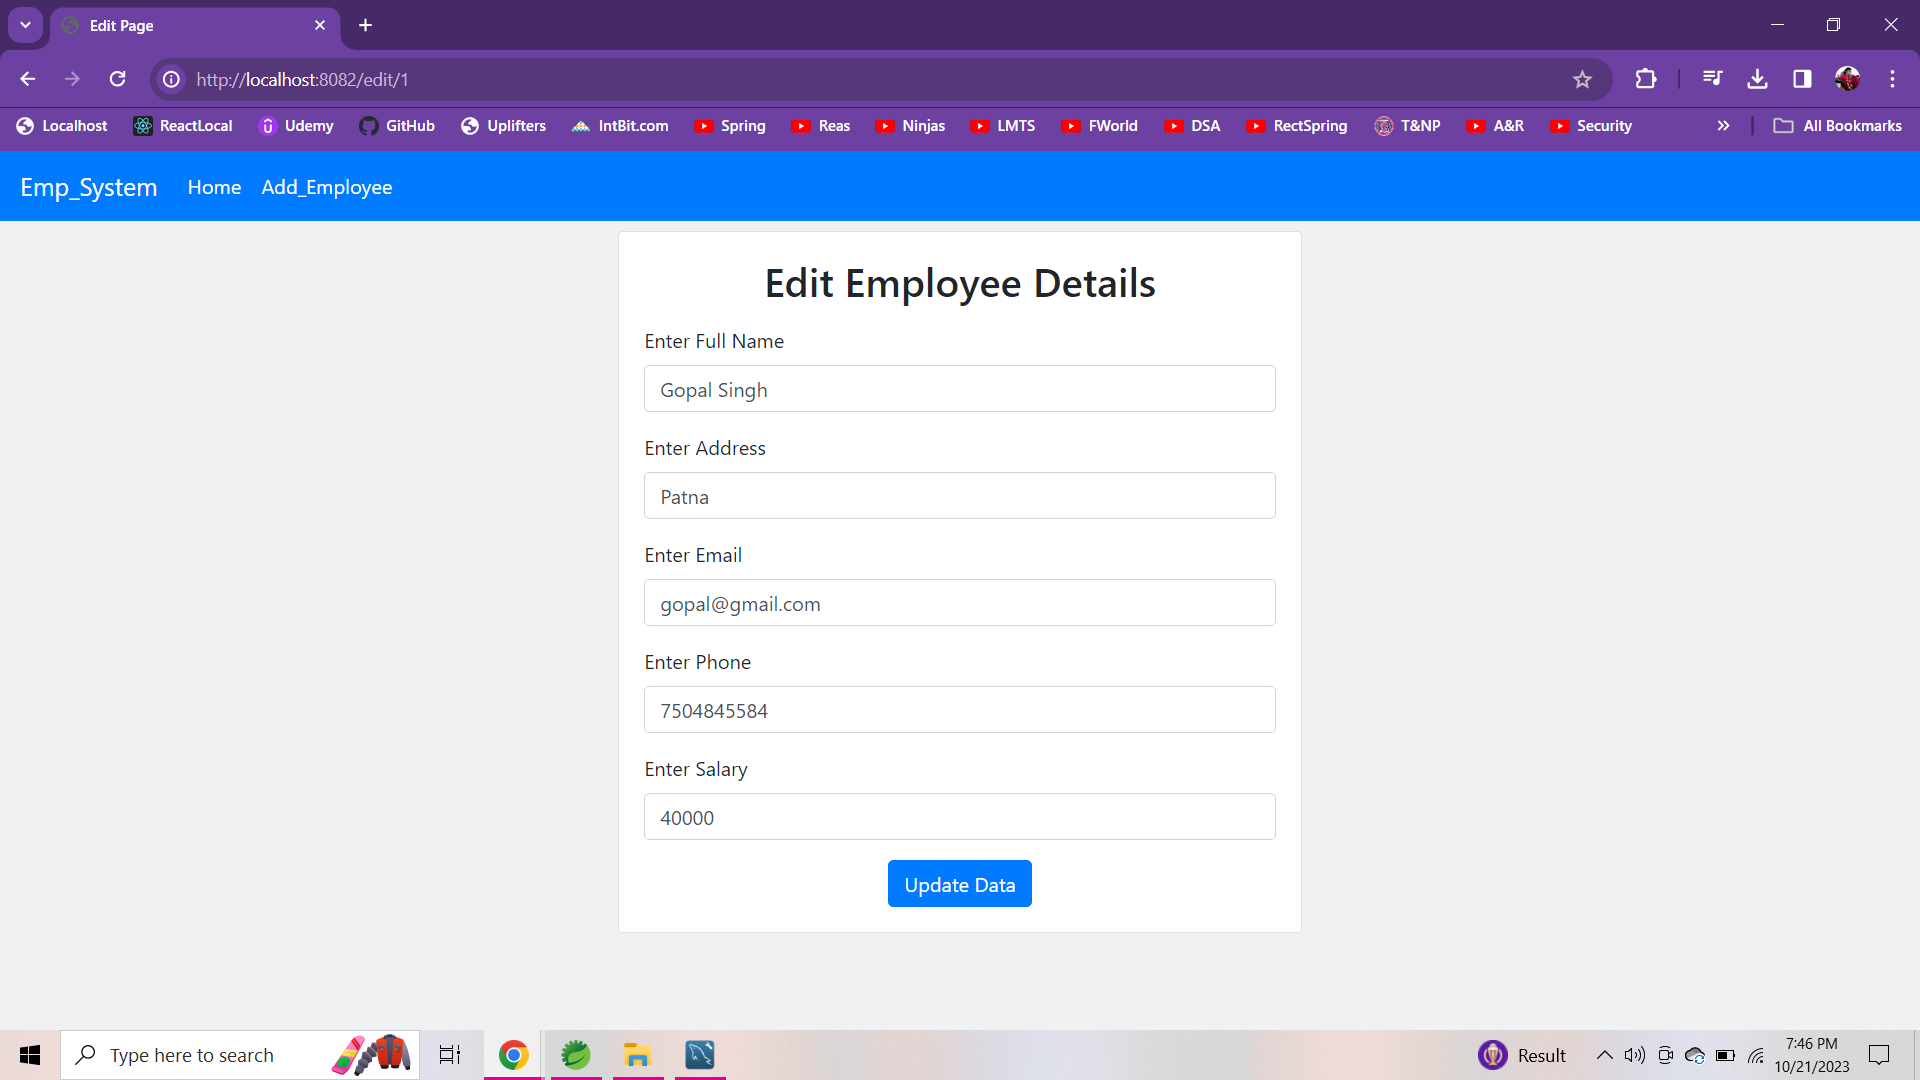 Edit Page
http://localhost:8082/edit/1
Localhost ReactLocal Udemy GitHub Uplifters IntBit.com Spring Reas Ninjas LMTS FWorld DSA RectSpring T&NP A&R Security All Bookmarks
Emp_System Home Add_Employee
Edit Employee Details
Enter Full Name
Gopal Singh
Enter Address
Patna
Enter Email
gopal@gmail.com
Enter Phone
7504845584
Enter Salary
40000
Update Data
Type here to search
Result
7:46 PM
10/21/2023